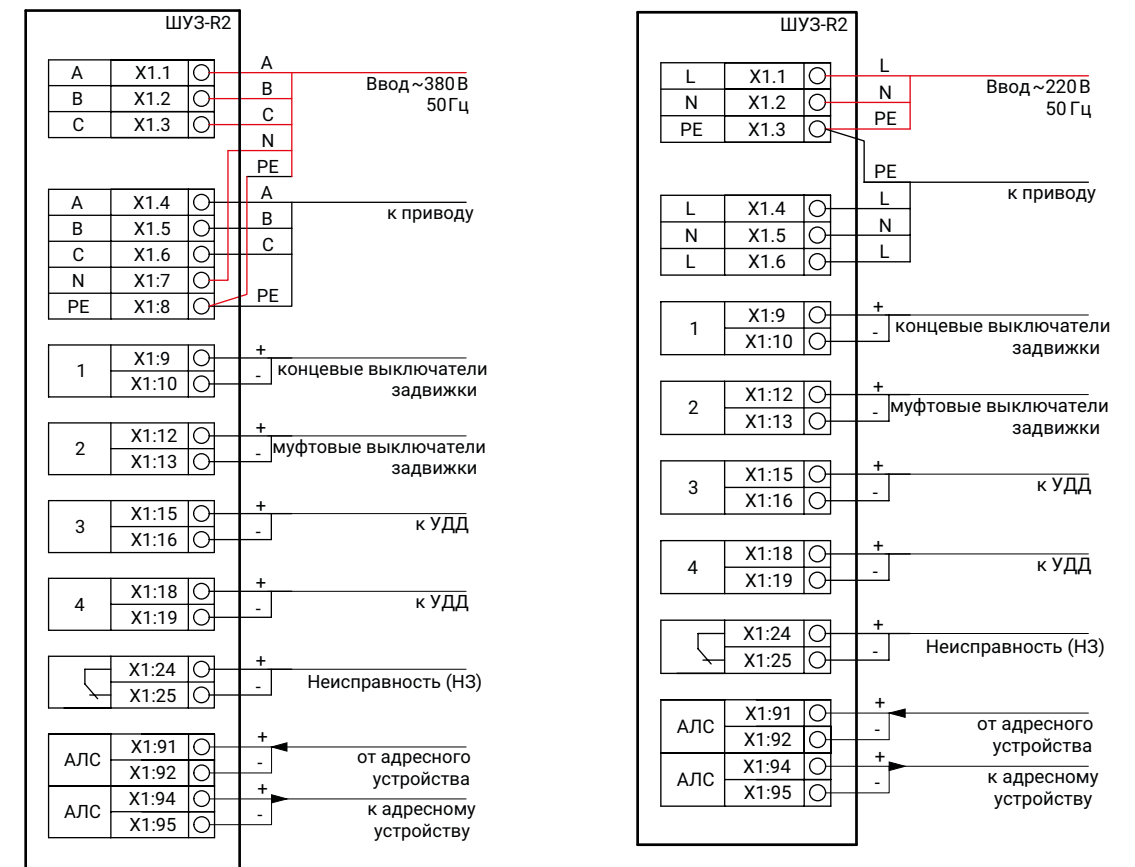 ШУЗ-R2
A X1.1 A
B X1.2 B
C X1.3 C
N
PE
Ввод ~380 В
50 Гц
A X1.4 A
B X1.5 B
C X1.6 C
N X1:7
PE X1:8 PE
к приводу
1 X1:9 +
X1:10 -
концевые выключатели
задвижки
2 X1:12 +
X1:13 -
муфтовые выключатели
задвижки
3 X1:15 +
X1:16 -
к УДД
4 X1:18 +
X1:19 -
к УДД
X1:24 +
X1:25 -
Неисправность (НЗ)
АЛС X1:91 +
X1:92 -
от адресного
устройства
АЛС X1:94 +
X1:95 -
к адресному
устройству
ШУЗ-R2
L X1.1 L
N X1.2 N
PE X1.3 PE
Ввод ~220 В
50 Гц
PE
к приводу
L X1.4 L
N X1.5 N
L X1.6 L
1 X1:9 +
X1:10 -
концевые выключатели
задвижки
2 X1:12 +
X1:13 -
муфтовые выключатели
задвижки
3 X1:15 +
X1:16 -
к УДД
4 X1:18 +
X1:19 -
к УДД
X1:24 +
X1:25 -
Неисправность (НЗ)
АЛС X1:91 +
X1:92 -
от адресного
устройства
АЛС X1:94 +
X1:95 -
к адресному
устройству